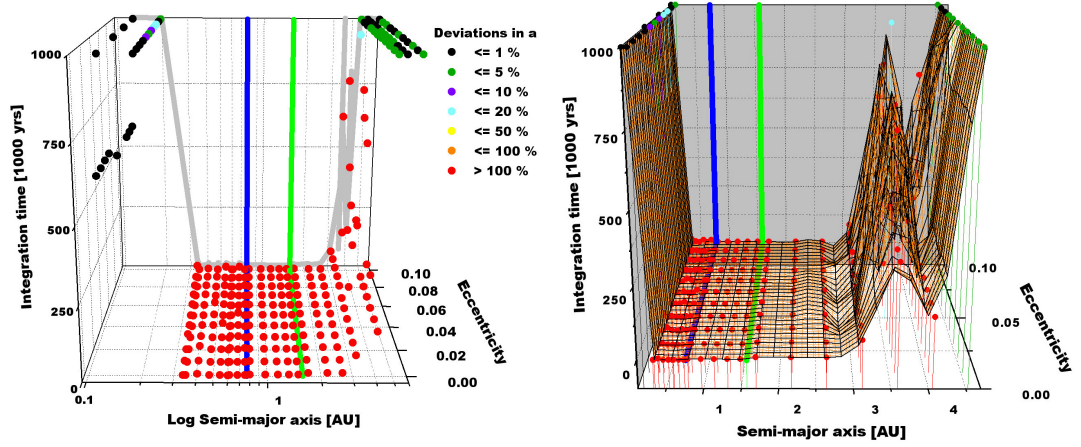 1000
750
500
250
0
Integration time [1000 yrs]
0.1
1
Log Semi-major axis [AU]
0.10
0.08
0.06
0.04
0.02
0.00
Eccentricity
Deviations in a
<= 1 %
<= 5 %
<= 10 %
<= 20 %
<= 50 %
<= 100 %
> 100 %
1000
750
500
250
0
Integration time [1000 yrs]
1
2
3
4
Semi-major axis [AU]
0.10
0.05
0.00
Eccentricity